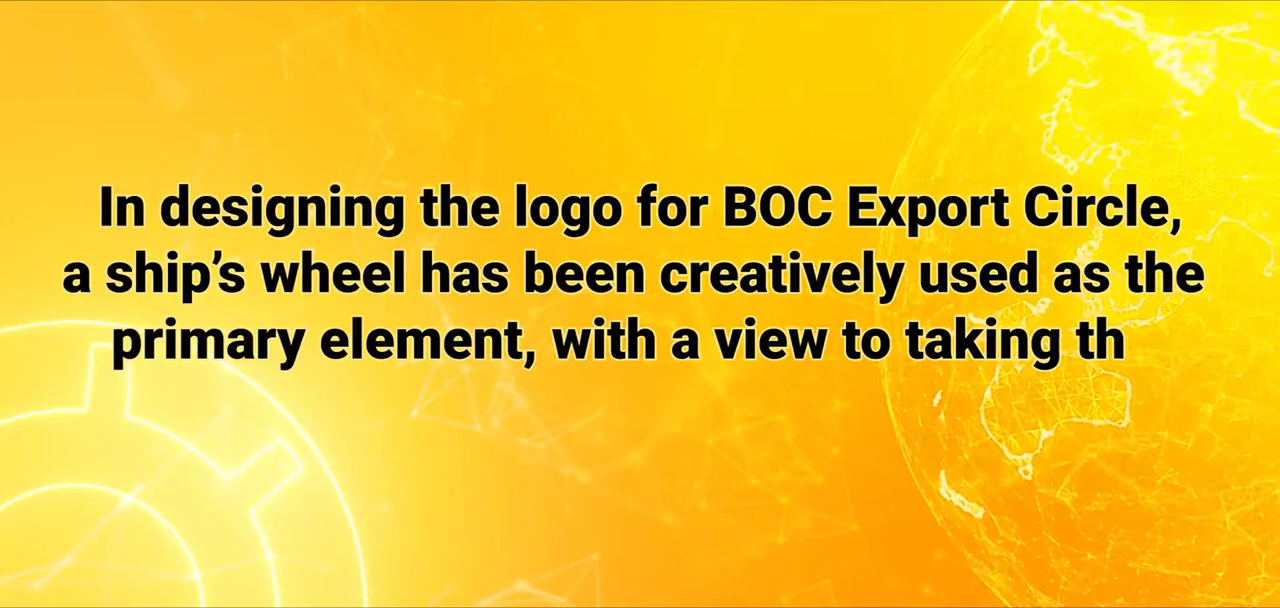 In designing the logo for BOC Export Circle,
a ship’s wheel has been creatively used as the
primary element, with a view to taking th